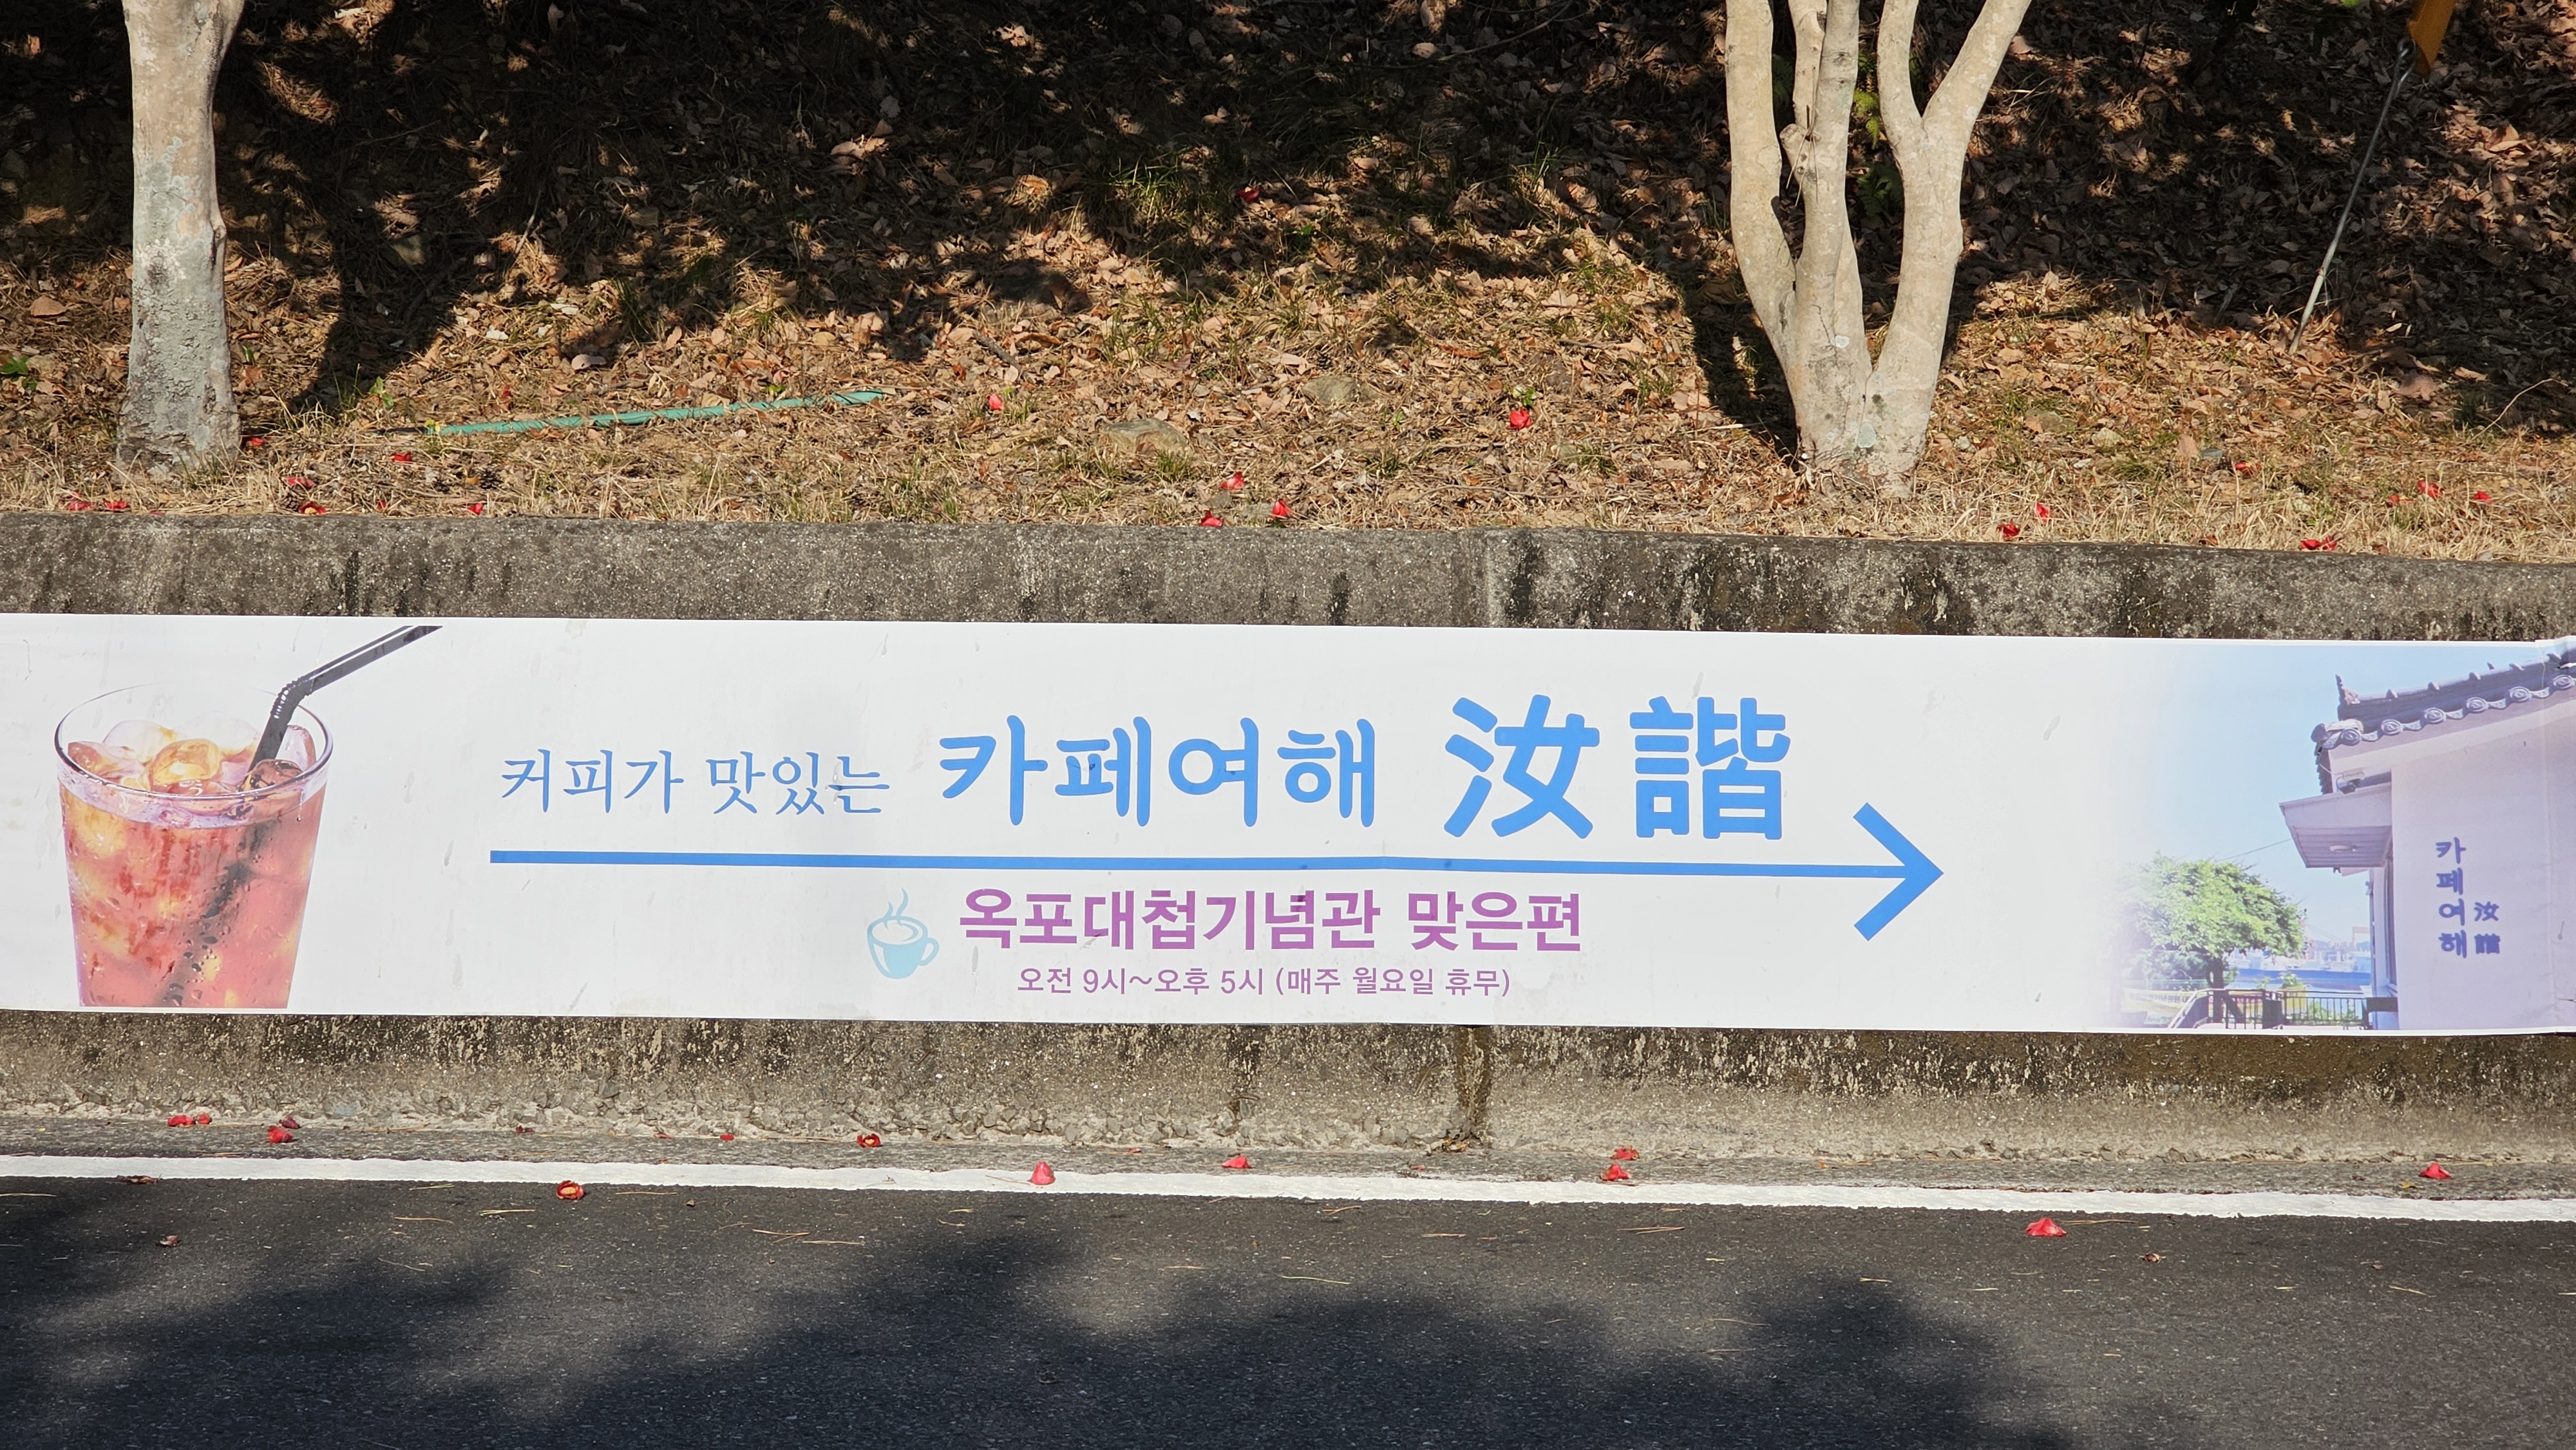 커피가 맛있는 카페여해 汝諧
옥포대첩기념관 맞은편
오전 9시~오후 5시 (매주 월요일 휴무)
카페여해
汝諧